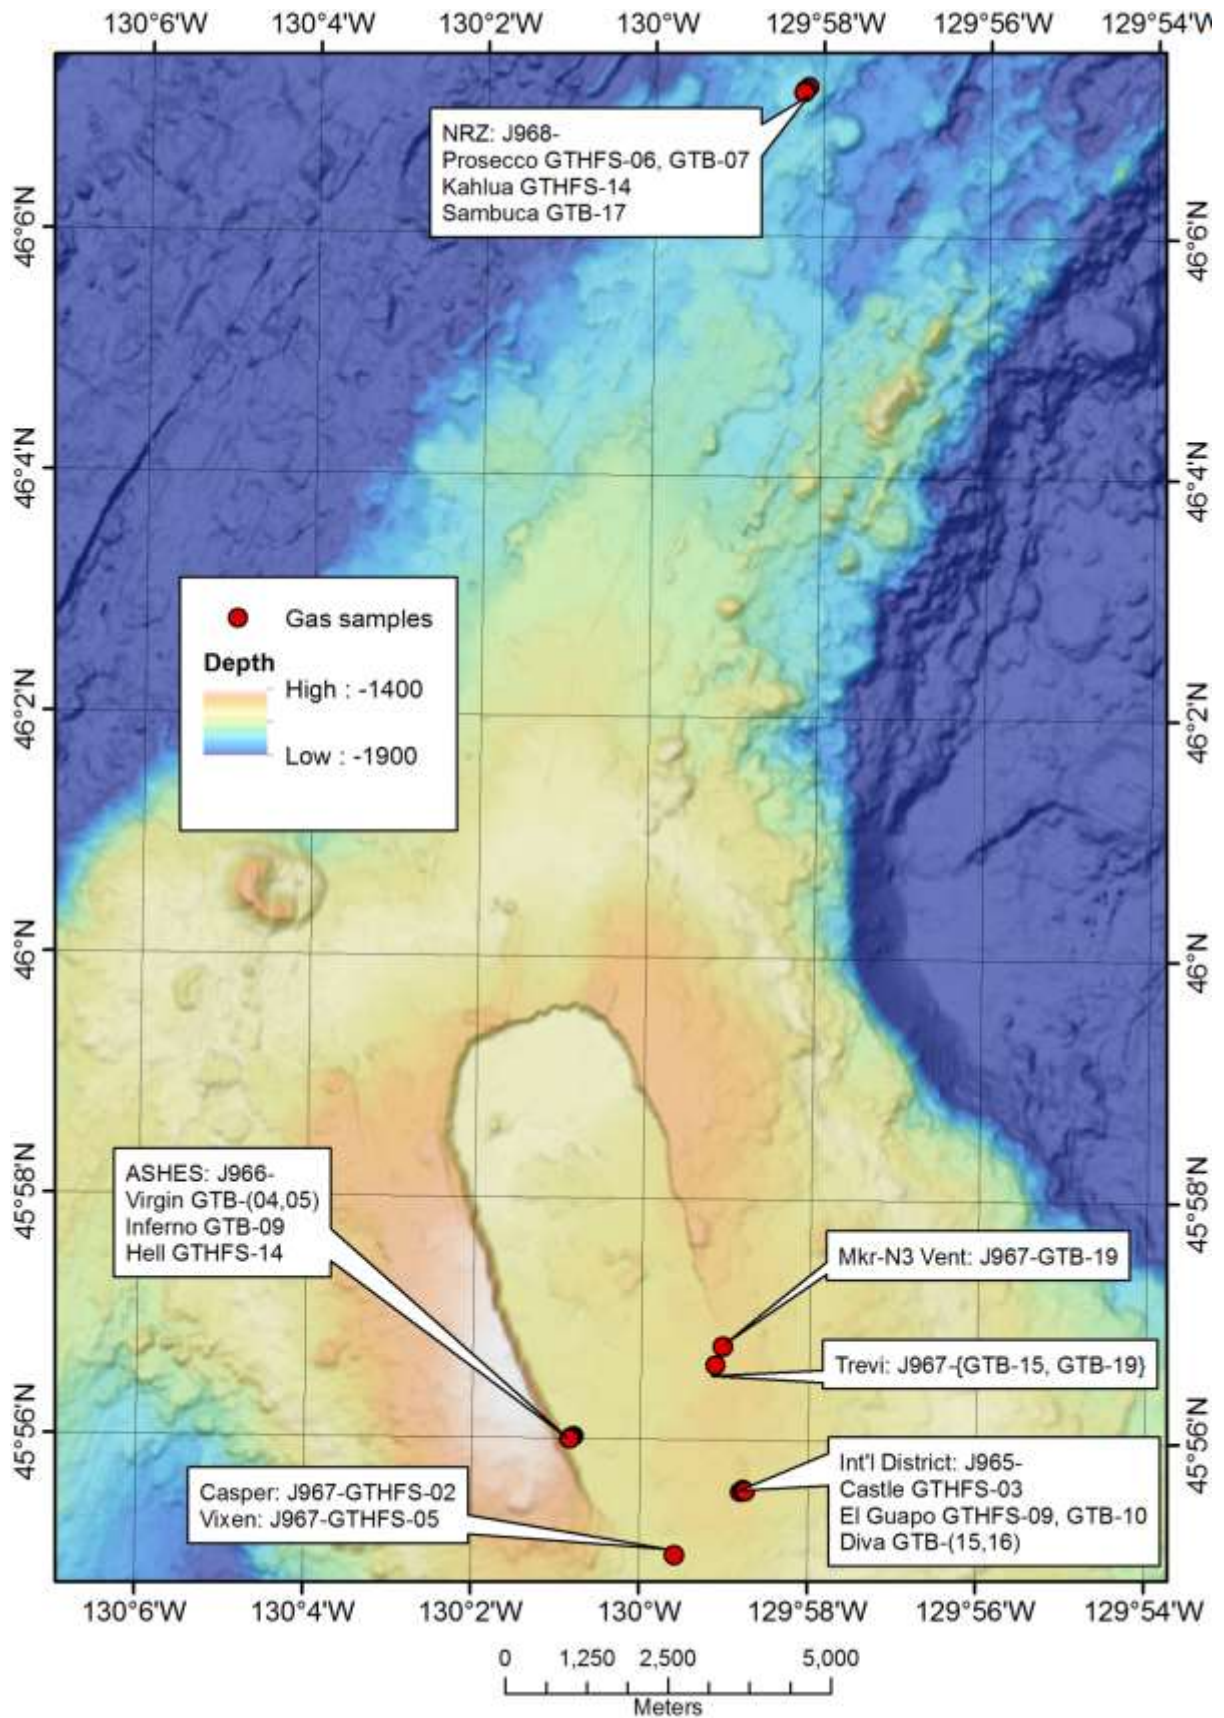 130°6'W 130°4'W 130°2'W 130°W 129°58'W 129°56'W 129°54'W
NRZ: J968-
Prosecco GTHFS-06, GTB-07
Kahlua GTHFS-14
Sambuca GTB-17
46°6'N 46°6'N
46°4'N 46°4'N
Gas samples
Depth
High : -1400
Low : -1900
46°2'N 46°2'N
46°N 46°N
45°58'N 45°58'N
ASHES: J966-
Virgin GTB-(04,05)
Inferno GTB-09
Hell GTHFS-14
Mkr-N3 Vent: J967-GTB-19
Trevi: J967-{GTB-15, GTB-19}
45°56'N 45°56'N
Int'l District: J965-
Castle GTHFS-03
El Guapo GTHFS-09, GTB-10
Diva GTB-(15,16)
Casper: J967-GTHFS-02
Vixen: J967-GTHFS-05
130°6'W 130°4'W 130°2'W 130°W 129°58'W 129°56'W 129°54'W
0 1,250 2,500 5,000
Meters